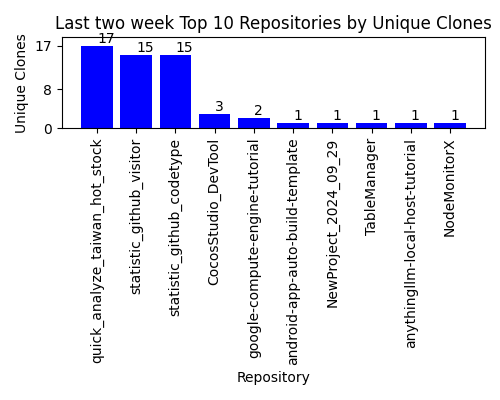 Last two week Top 10 Repositories by Unique Clones
Unique Clones
17
8
0
17
15
15
3
2
1
1
1
1
1
quick_analyze_taiwan_hot_stock
statistic_github_visitor
statistic_github_codetype
CocosStudio_DevTool
google-compute-engine-tutorial
android-app-auto-build-template
NewProject_2024_09_29
TableManager
anythingllm-local-host-tutorial
NodeMonitorX
Repository